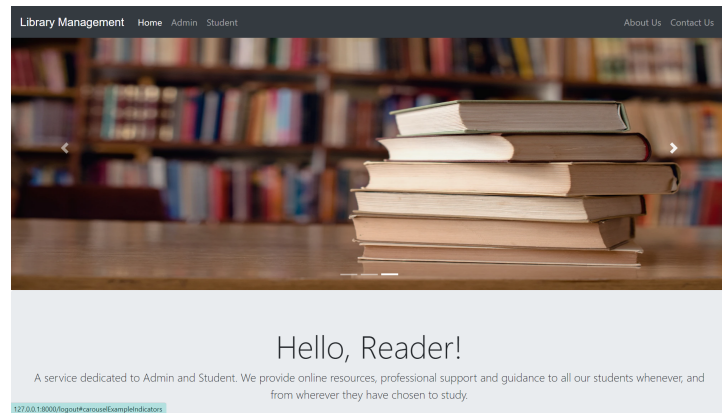 Library Management Home Admin Student About Us Contact Us
Hello, Reader!
A service dedicated to Admin and Student. We provide online resources, professional support and guidance to all our students whenever, and
from wherever they have chosen to study.
127.0.0.1:8000/logout#carouselExampleIndicators